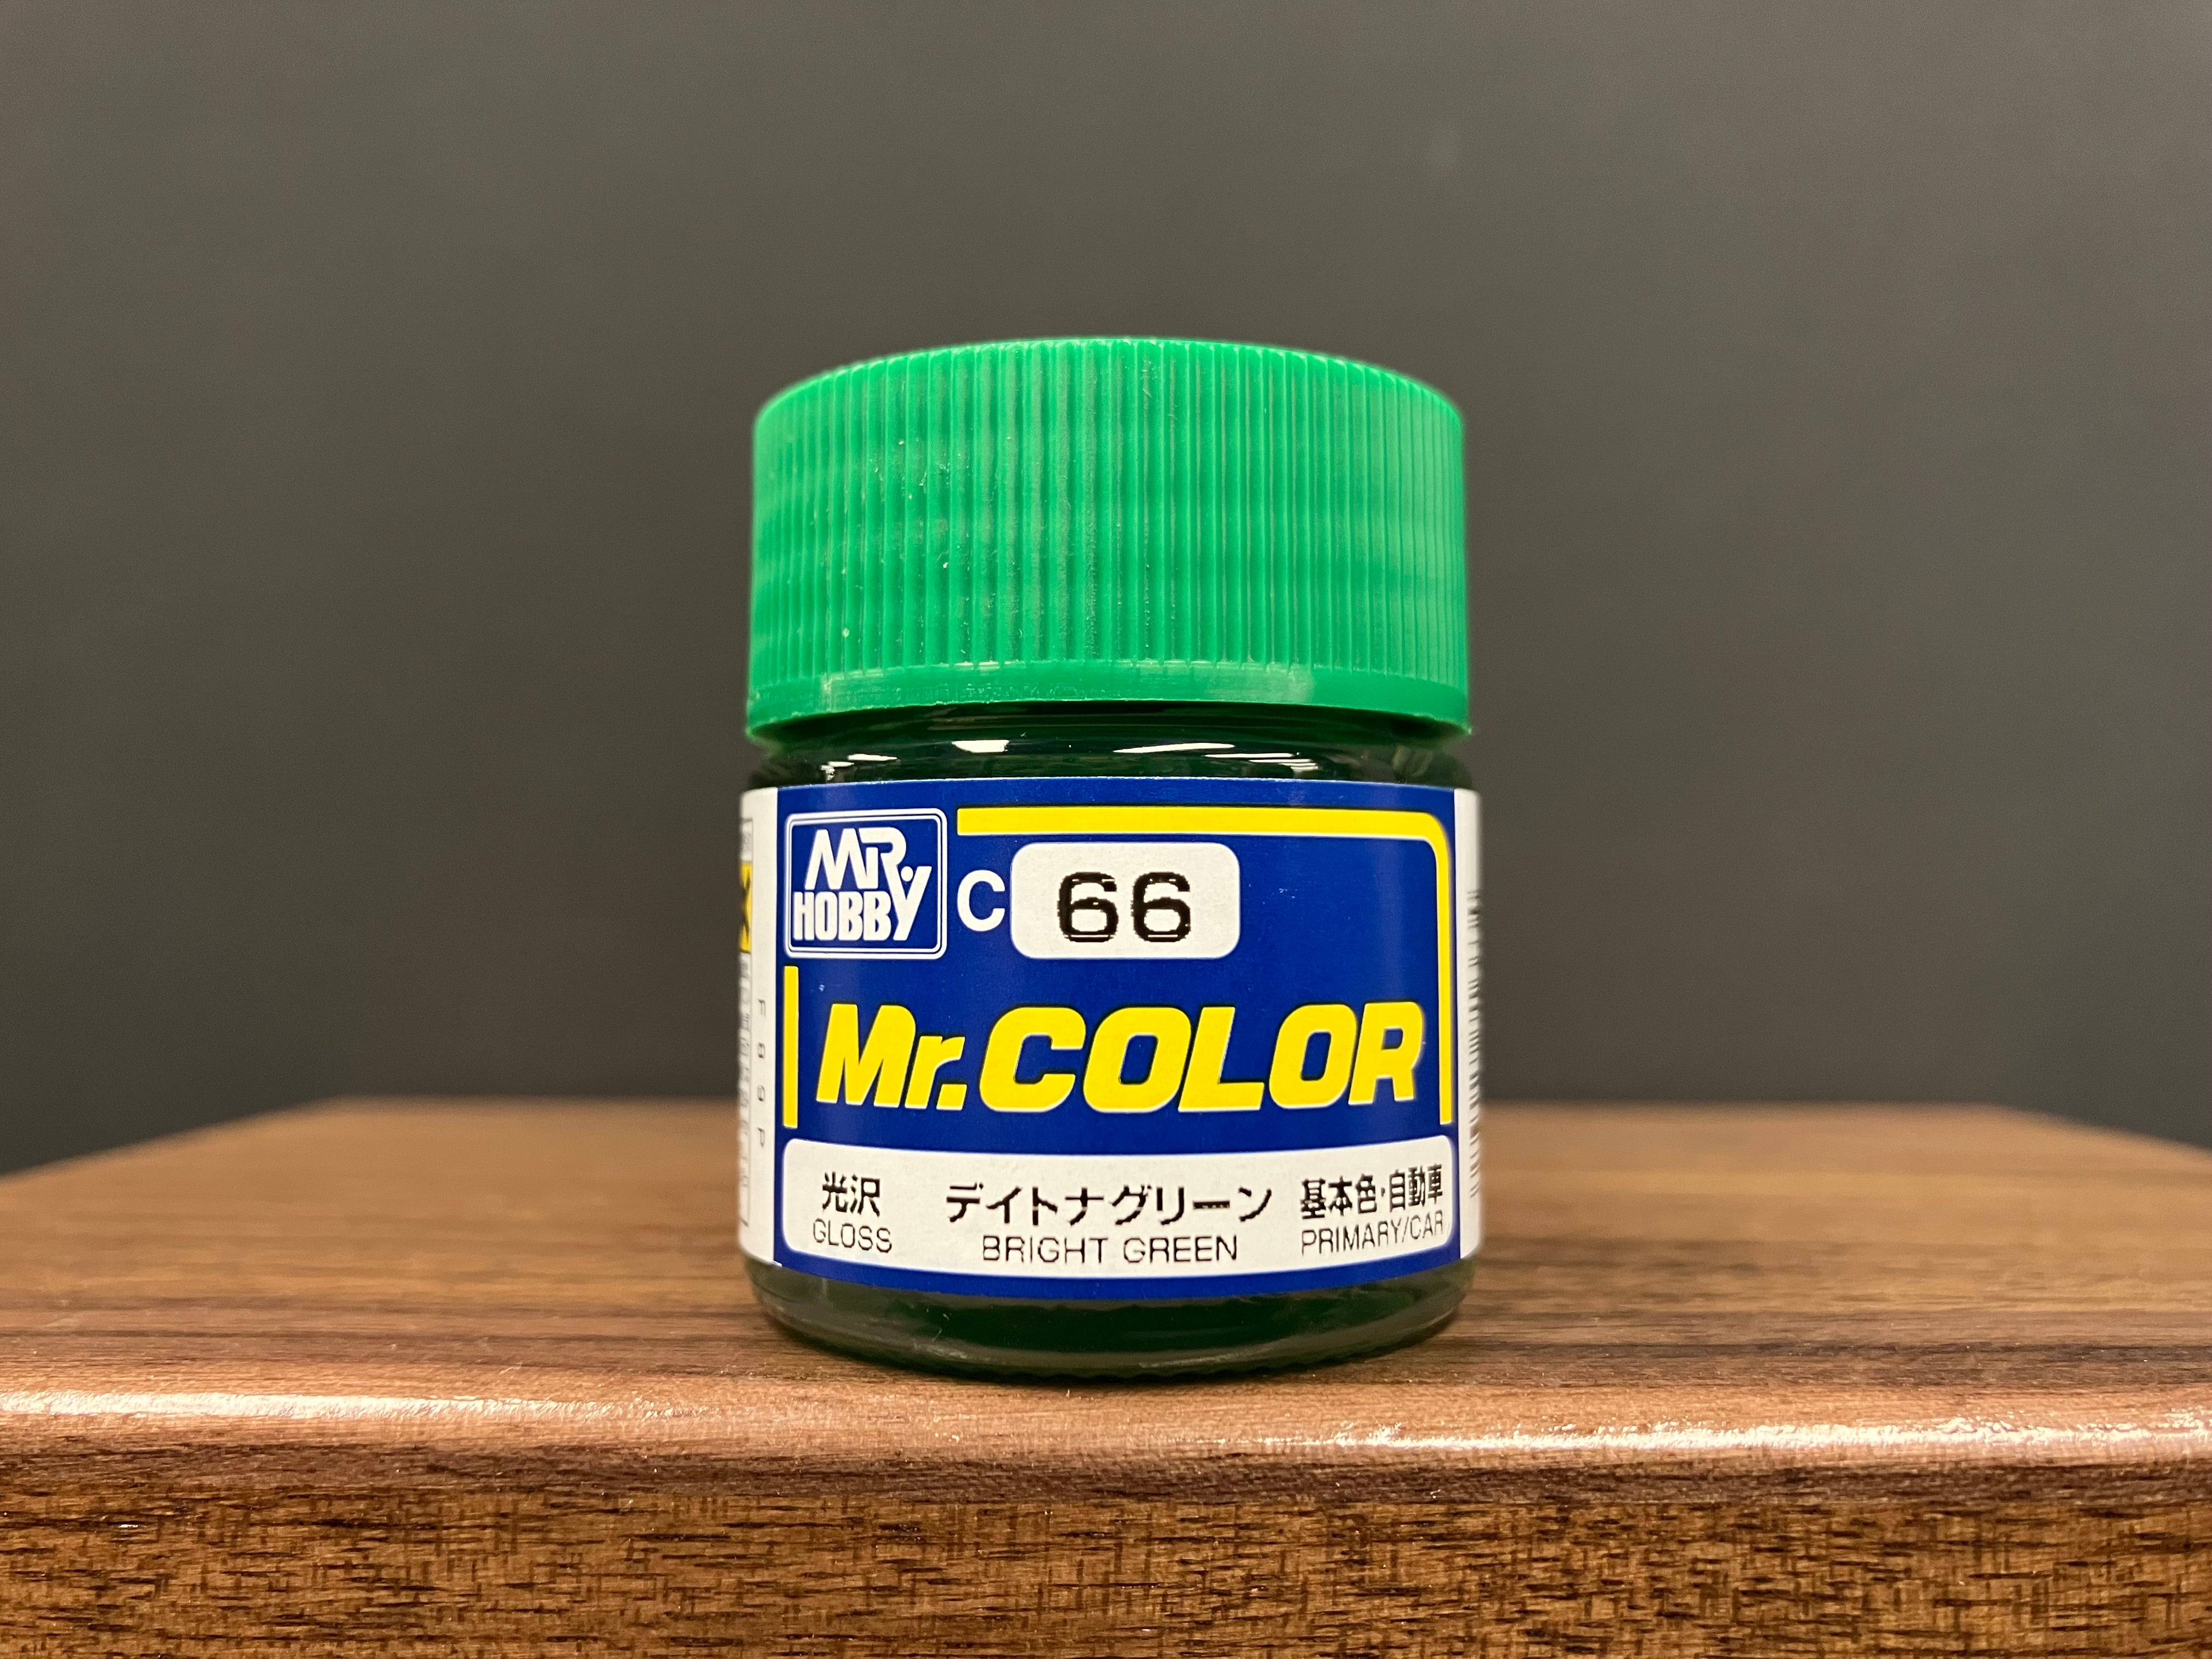 MR. HOBBY
C 66
Mr.COLOR
光沢 デイトナグリーン 基本色・自動車
GLOSS BRIGHT GREEN PRIMARY/CAR